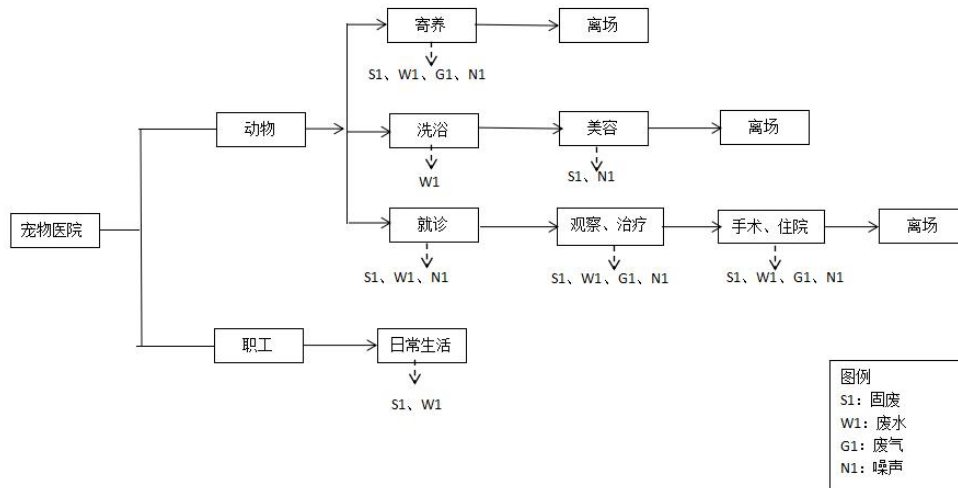 寄养
离场
S1、W1、G1、N1
动物
洗浴
美容
离场
W1
S1、N1
宠物医院
就诊
观察、治疗
手术、住院
离场
S1、W1、N1
S1、W1、G1、N1
S1、W1、G1、N1
职工
日常生活
S1、W1
图例
S1：固废
W1：废水
G1：废气
N1：噪声